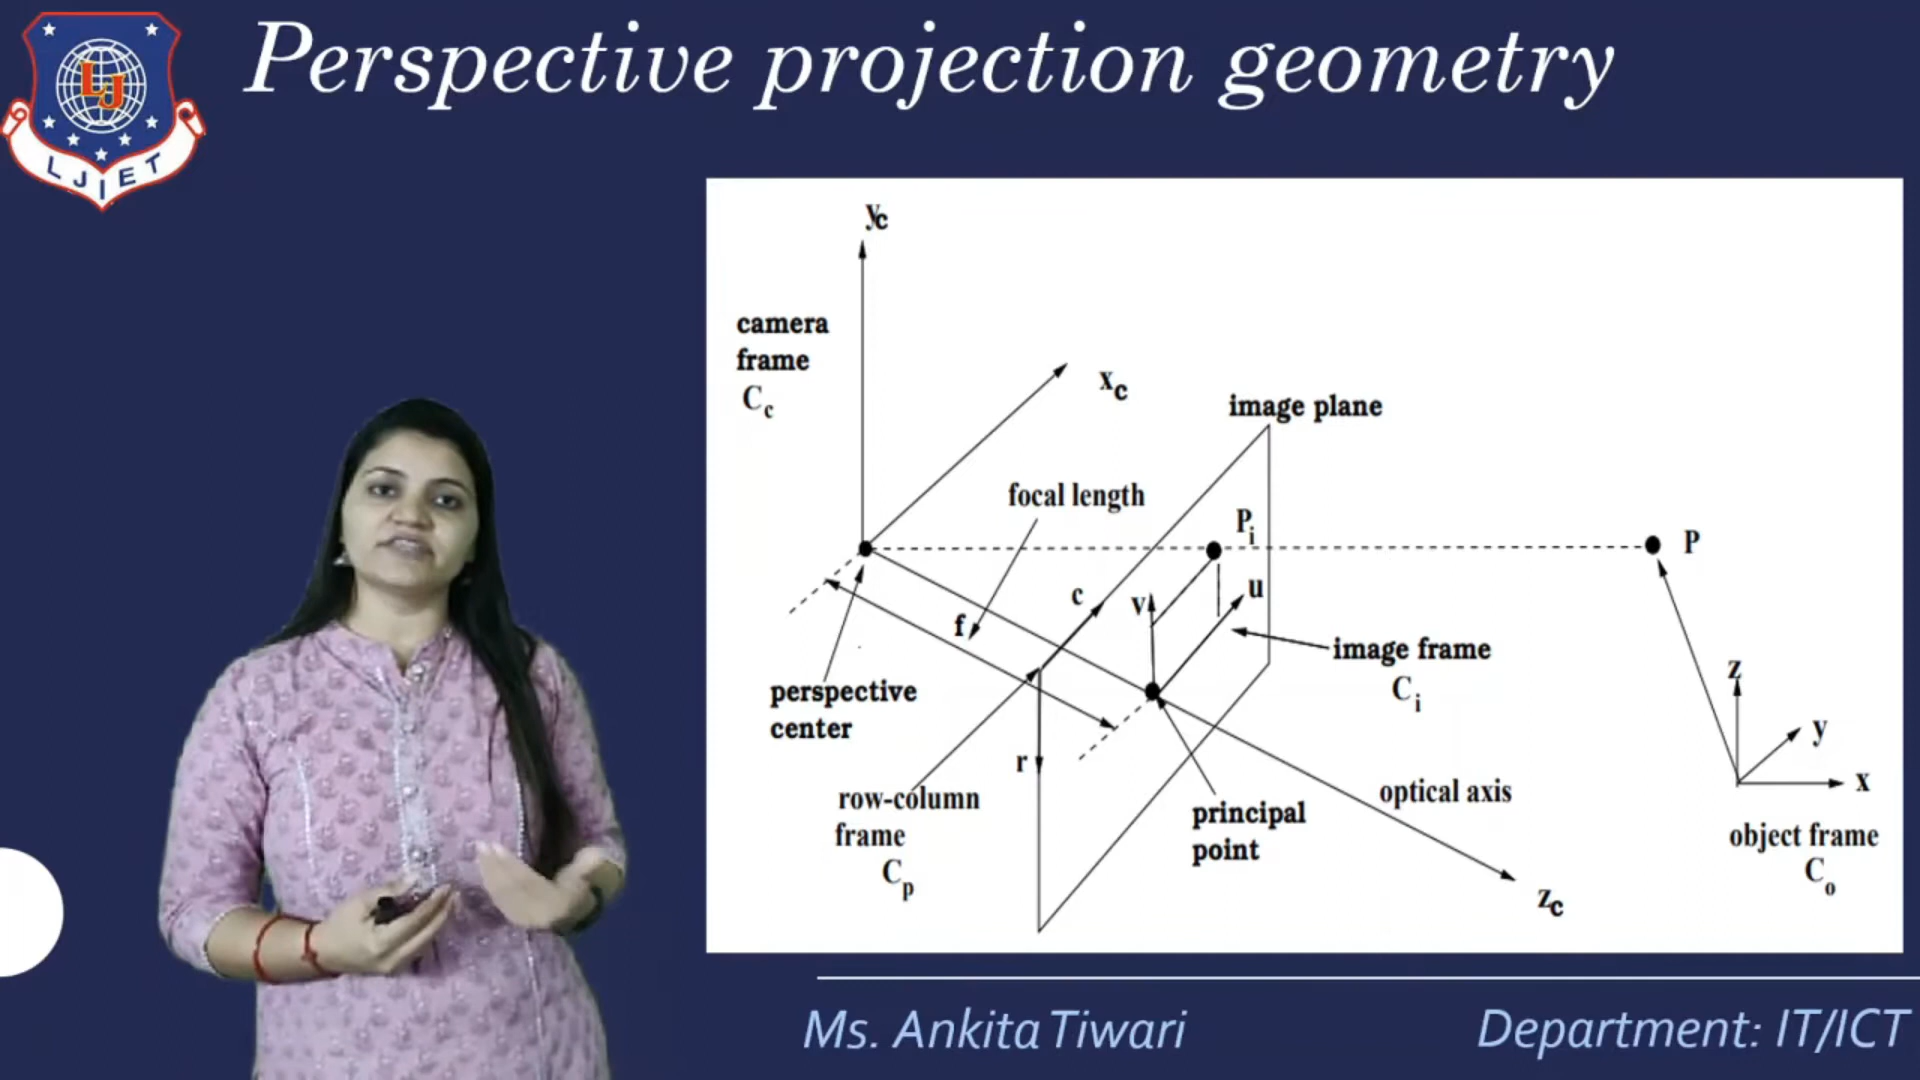 Perspective projection geometry
LJ
LJIET
yc
camera
frame
Cc
xc
image plane
focal length
Pi
P
c
v
u
f
image frame
Ci
perspective
center
z
y
x
r
row-column
frame
Cp
principal
point
optical axis
object frame
Co
zc
Ms. Ankita Tiwari
Department: IT/ICT